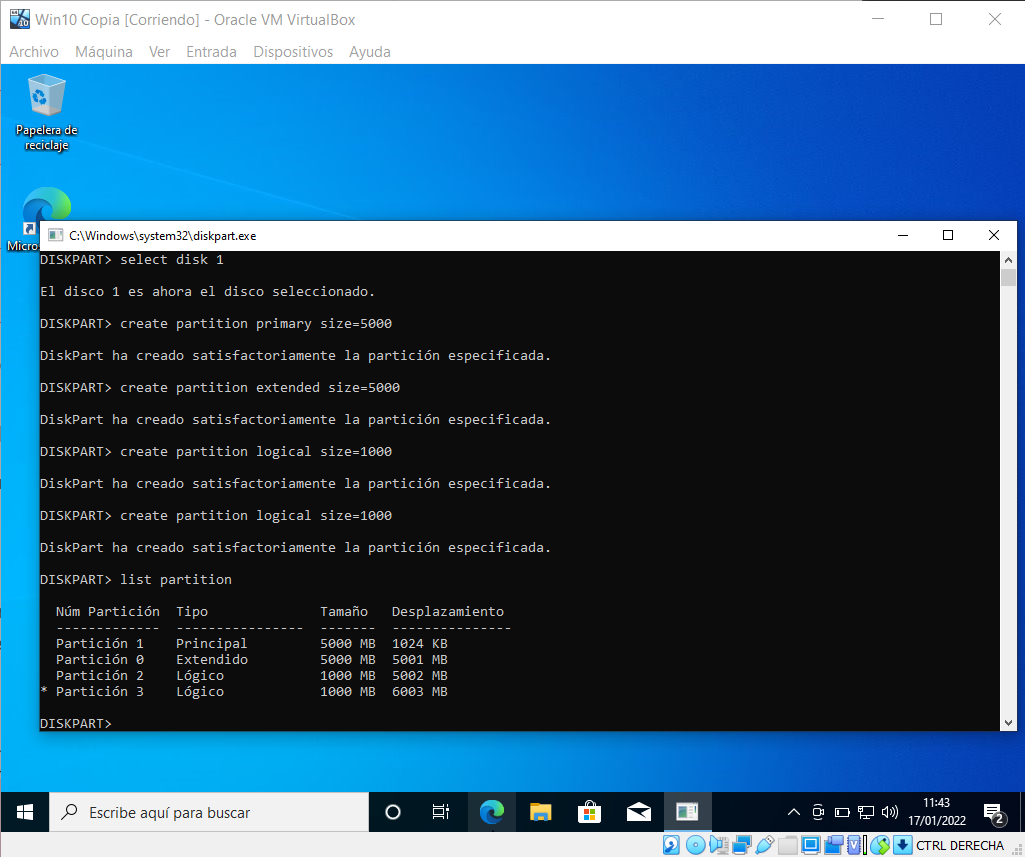 Win10 Copia [Corriendo] - Oracle VM VirtualBox
Archivo Máquina Ver Entrada Dispositivos Ayuda
Papelera de
reciclaje
Micros
C:\Windows\system32\diskpart.exe
DISKPART> select disk 1
El disco 1 es ahora el disco seleccionado.
DISKPART> create partition primary size=5000
DiskPart ha creado satisfactoriamente la partición especificada.
DISKPART> create partition extended size=5000
DiskPart ha creado satisfactoriamente la partición especificada.
DISKPART> create partition logical size=1000
DiskPart ha creado satisfactoriamente la partición especificada.
DISKPART> create partition logical size=1000
DiskPart ha creado satisfactoriamente la partición especificada.
DISKPART> list partition
Núm Partición Tipo Tamaño Desplazamiento
------------- ---------------- ------- ---------------
Partición 1 Principal 5000 MB 1024 KB
Partición 0 Extendido 5000 MB 5001 MB
Partición 2 Lógico 1000 MB 5002 MB
* Partición 3 Lógico 1000 MB 6003 MB
DISKPART>
Escribe aquí para buscar
11:43
17/01/2022
2
CTRL DERECHA